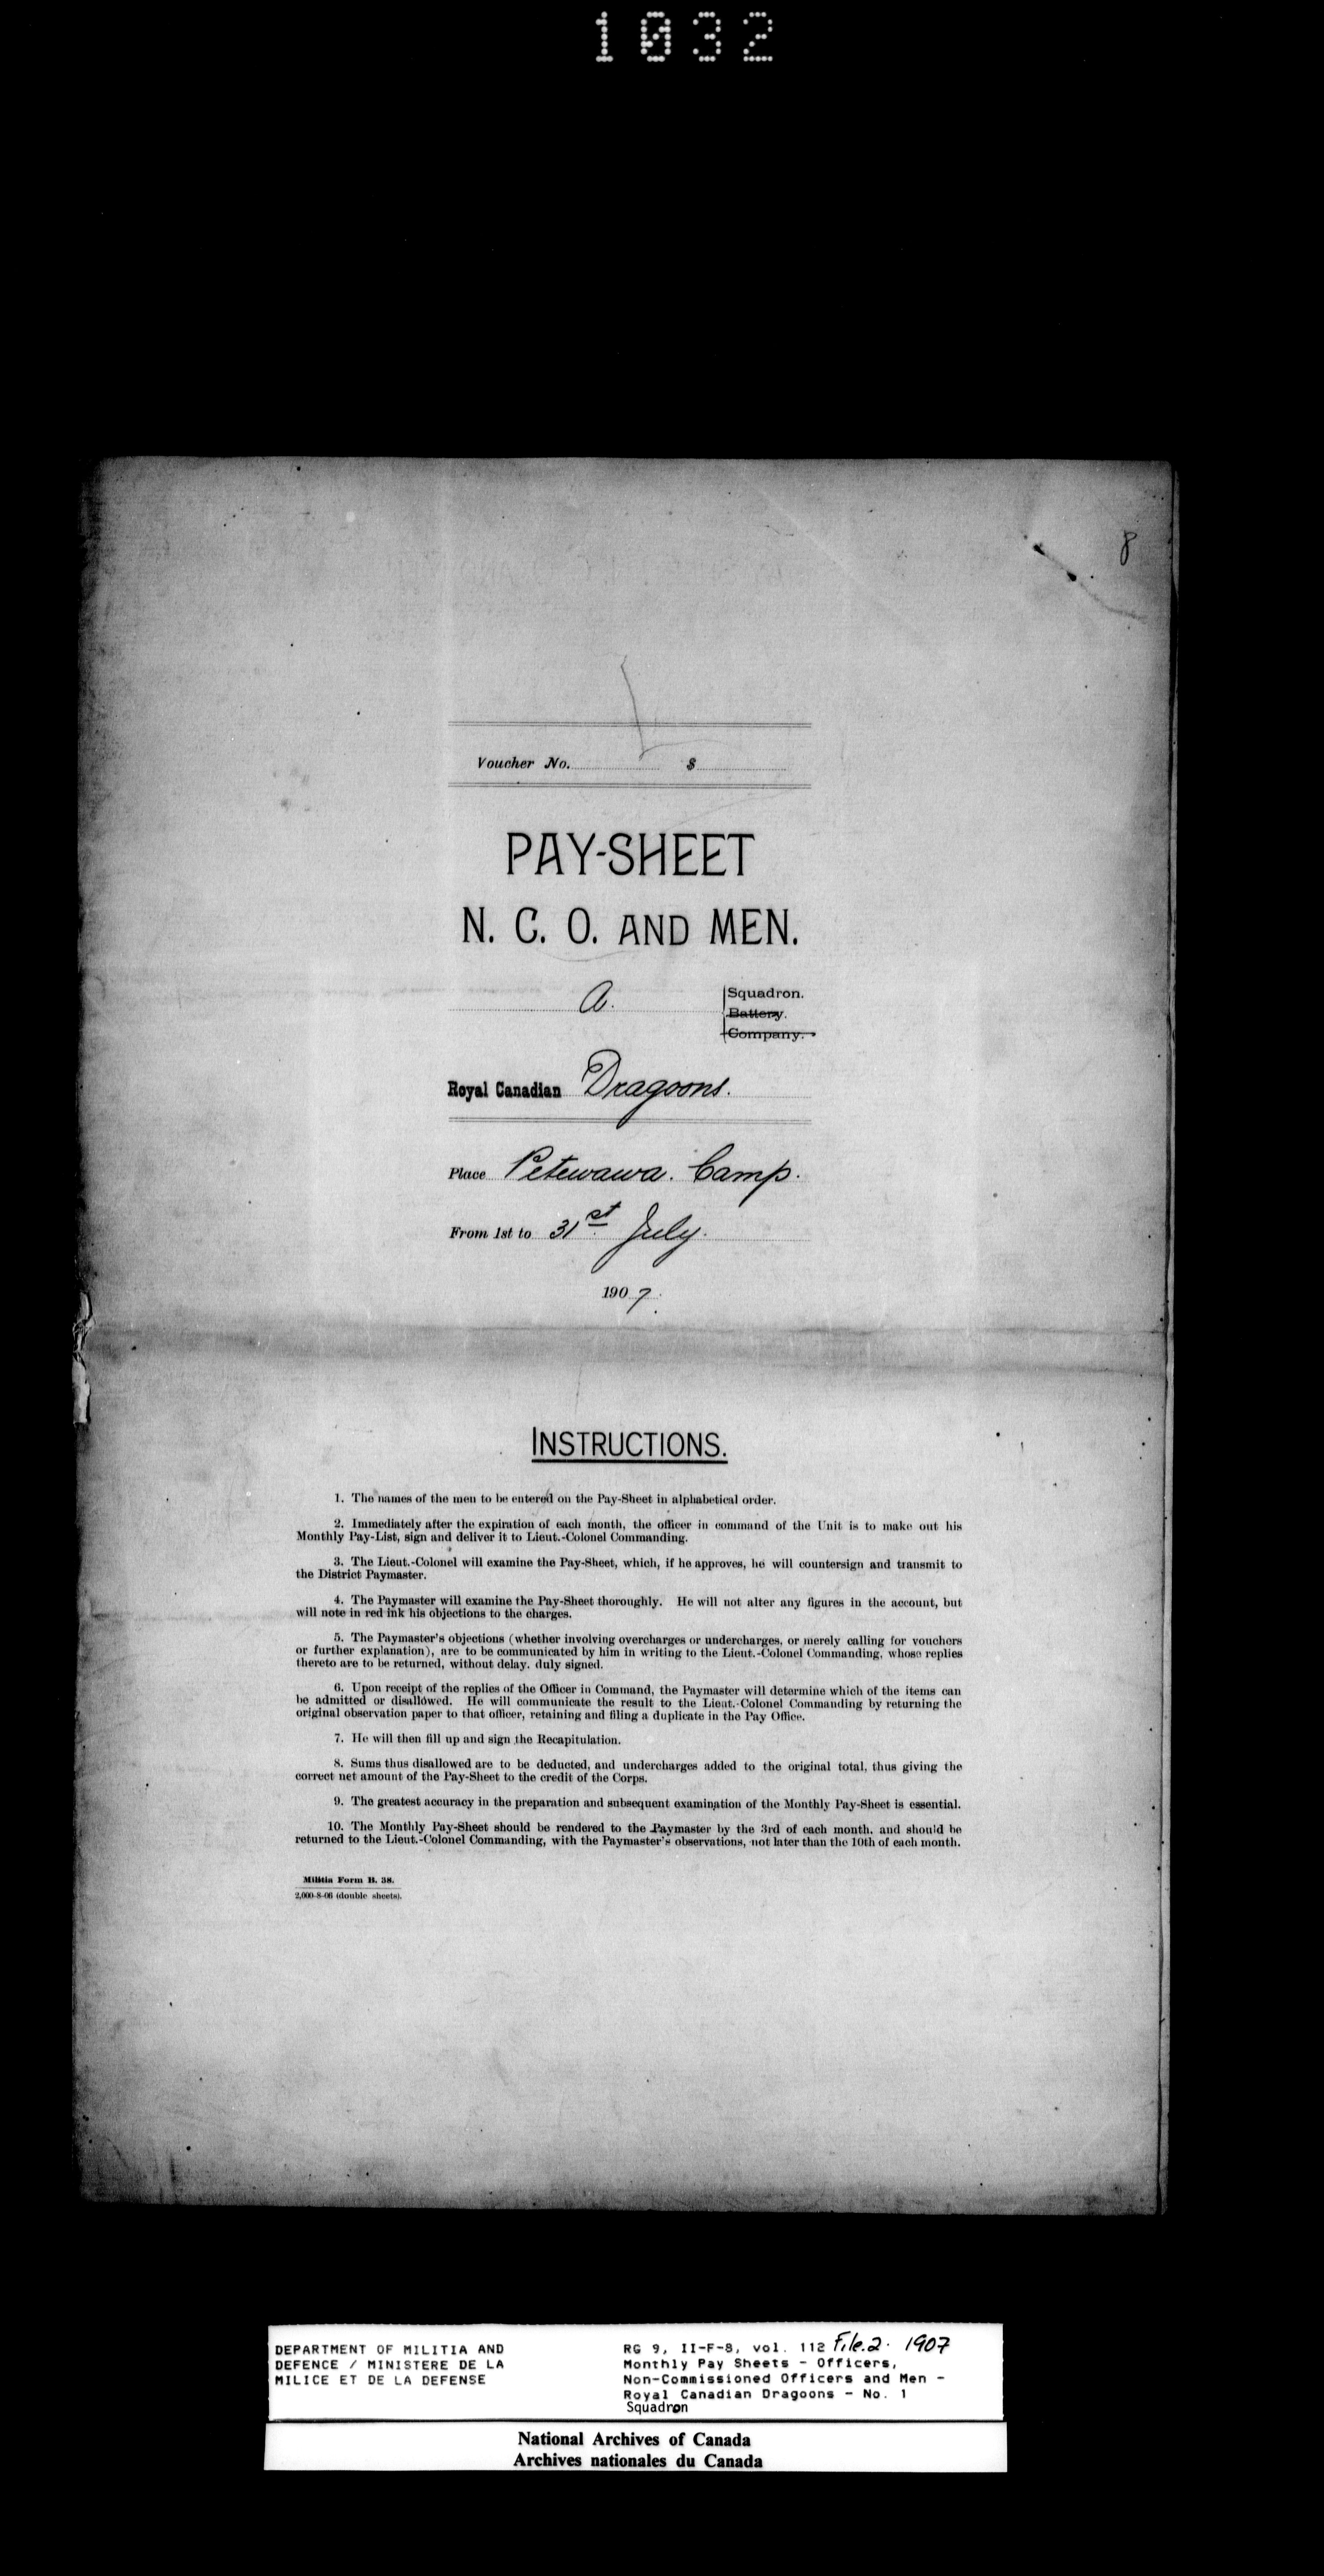 1032
8
Voucher No. $
PAY-SHEET
N. C. O. AND MEN.
A. Squadron.
Battery.
Company.
Royal Canadian Dragoons.
Place Petewawa. Camp.
From 1st to 31st July.
1907.
INSTRUCTIONS.
1. The names of the men to be entered on the Pay-Sheet in alphabetical order.
2. Immediately after the expiration of each month, the officer in command of the Unit is to make out his
Monthly Pay-List, sign and deliver it to Lieut.-Colonel Commanding.
3. The Lieut.-Colonel will examine the Pay-Sheet, which, if he approves, he will countersign and transmit to
the District Paymaster.
4. The Paymaster will examine the Pay-Sheet thoroughly. He will not alter any figures in the account, but
will note in red ink his objections to the charges.
5. The Paymaster's objections (whether involving overcharges or undercharges, or merely calling for vouchers
or further explanation), are to be communicated by him in writing to the Lieut.-Colonel Commanding, whose replies
thereto are to be returned, without delay, duly signed.
6. Upon receipt of the replies of the Officer in Command, the Paymaster will determine which of the items can
be admitted or disallowed. He will communicate the result to the Lieut.-Colonel Commanding by returning the
original observation paper to that officer, retaining and filing a duplicate in the Pay Office.
7. He will then fill up and sign the Recapitulation.
8. Sums thus disallowed are to be deducted, and undercharges added to the original total, thus giving the
correct net amount of the Pay-Sheet to the credit of the Corps.
9. The greatest accuracy in the preparation and subsequent examination of the Monthly Pay-Sheet is essential.
10. The Monthly Pay-Sheet should be rendered to the Paymaster by the 3rd of each month, and should be
returned to the Lieut.-Colonel Commanding, with the Paymaster's observations, not later than the 10th of each month.
Militia Form B. 38.
2,000-8-06 (double sheets).
DEPARTMENT OF MILITIA AND
DEFENCE / MINISTERE DE LA
MILICE ET DE LA DEFENSE
RG 9, II-F-8, vol. 112 File.2. 1907
Monthly Pay Sheets - Officers,
Non-Commissioned Officers and Men -
Royal Canadian Dragoons - No. 1
Squadron
National Archives of Canada
Archives nationales du Canada